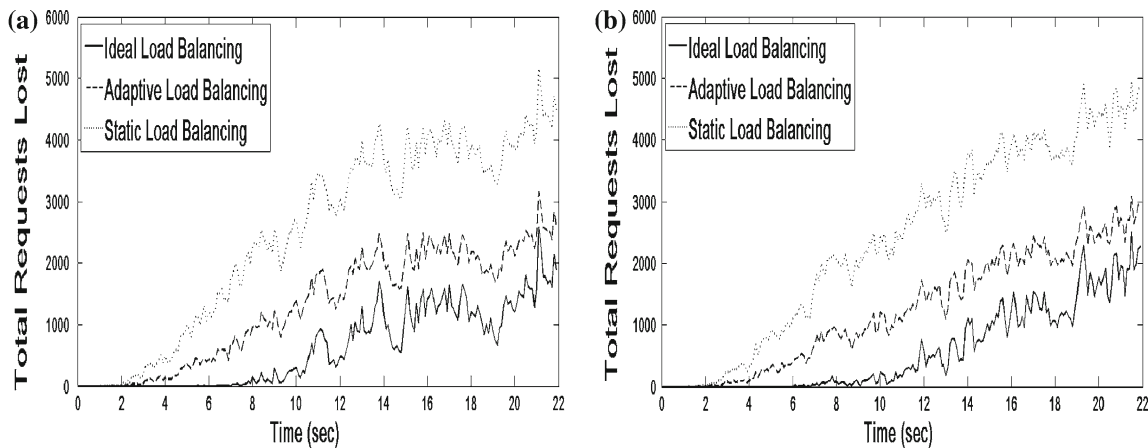 (a)
Total Requests Lost
6000
5000
4000
3000
2000
1000
0
Ideal Load Balancing
Adaptive Load Balancing
Static Load Balancing
0 2 4 6 8 10 12 14 16 18 20 22
Time (sec)
(b)
Total Requests Lost
6000
5000
4000
3000
2000
1000
0
Ideal Load Balancing
Adaptive Load Balancing
Static Load Balancing
0 2 4 6 8 10 12 14 16 18 20 22
Time (sec)